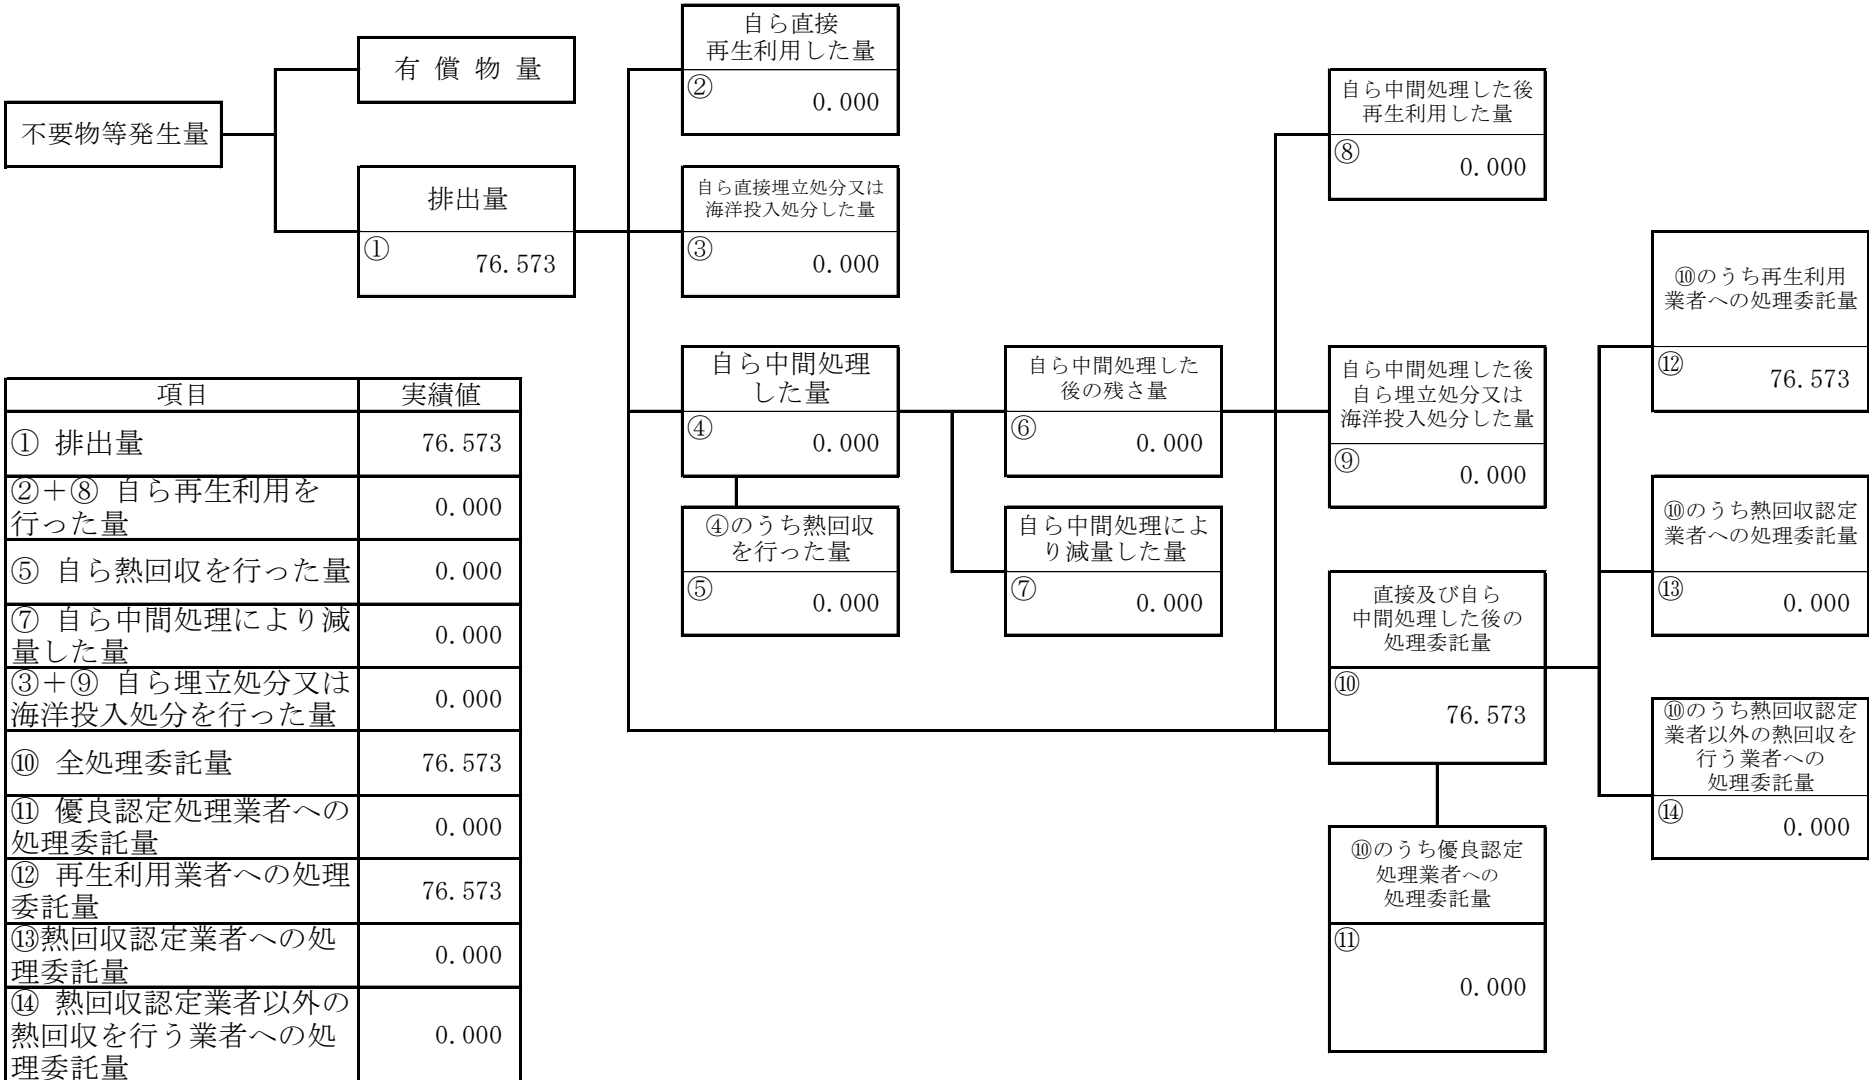 不要物等発生量
有 償 物 量
排出量
① 76.573
自ら直接
再生利用した量
② 0.000
自ら直接埋立処分又は
海洋投入処分した量
③ 0.000
自ら中間処理
した量
④ 0.000
④のうち熱回収
を行った量
⑤ 0.000
自ら中間処理した
後の残さ量
⑥ 0.000
自ら中間処理によ
り減量した量
⑦ 0.000
自ら中間処理した後
再生利用した量
⑧ 0.000
自ら中間処理した後
自ら埋立処分又は
海洋投入処分した量
⑨ 0.000
直接及び自ら
中間処理した後の
処理委託量
⑩ 76.573
⑩のうち優良認定
処理業者への
処理委託量
⑪ 0.000
⑩のうち再生利用
業者への処理委託量
⑫ 76.573
⑩のうち熱回収認定
業者への処理委託量
⑬ 0.000
⑩のうち熱回収認定
業者以外の熱回収を
行う業者への
処理委託量
⑭ 0.000
項目 実績値
① 排出量 76.573
②＋⑧ 自ら再生利用を
行った量 0.000
⑤ 自ら熱回収を行った量 0.000
⑦ 自ら中間処理により減
量した量 0.000
③＋⑨ 自ら埋立処分又は
海洋投入処分を行った量 0.000
⑩ 全処理委託量 76.573
⑪ 優良認定処理業者への
処理委託量 0.000
⑫ 再生利用業者への処理
委託量 76.573
⑬熱回収認定業者への処
理委託量 0.000
⑭ 熱回収認定業者以外の
熱回収を行う業者への処
理委託量 0.000